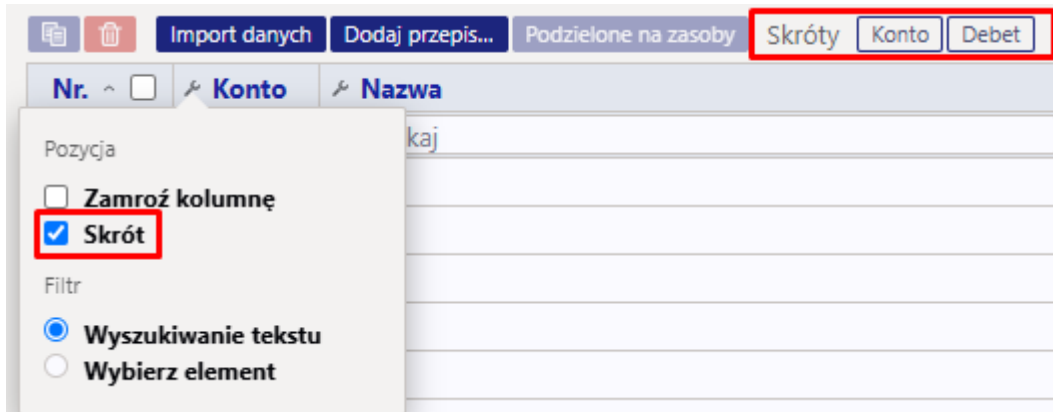 Import danych Dodaj przepis... Podzielone na zasoby Skróty Konto Debet
Nr. Konto Nazwa
kaj
Pozycja
Zamroź kolumnę
Skrót
Filtr
Wyszukiwanie tekstu
Wybierz element